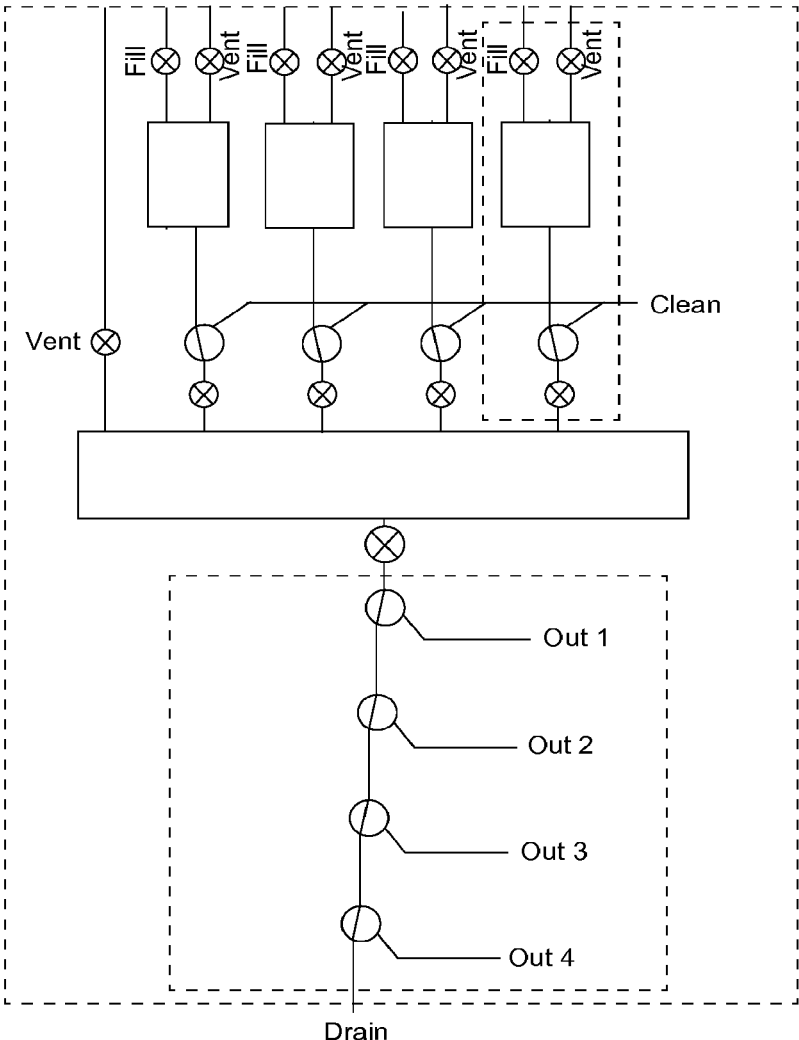 Fill Vent Fill Vent Fill Vent Fill Vent
Clean
Vent
Out 1
Out 2
Out 3
Out 4
Drain